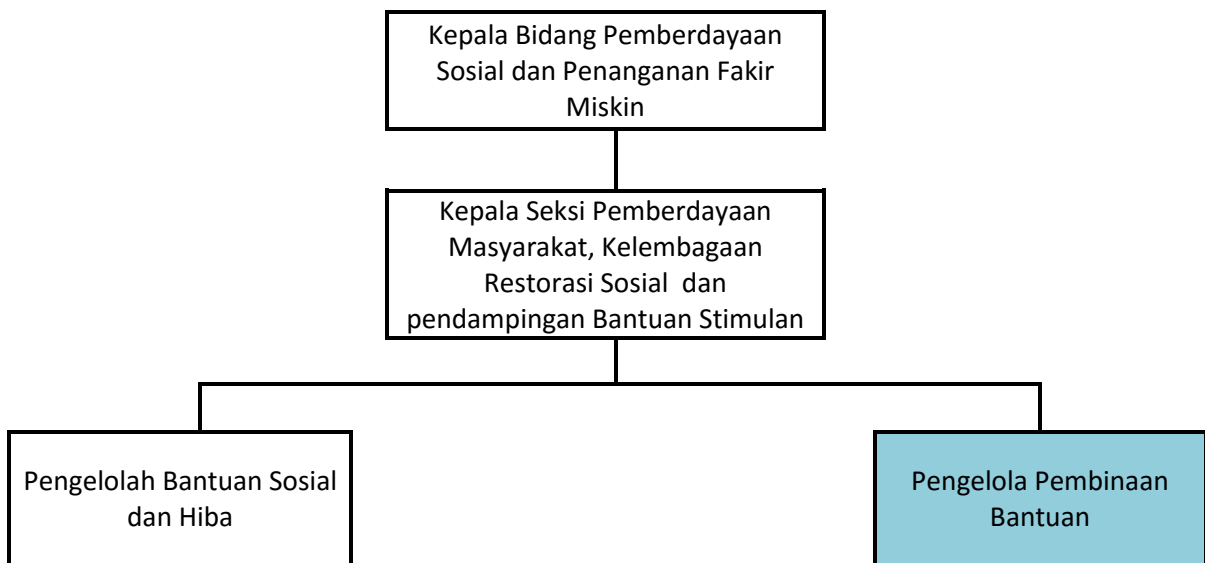 Kepala Bidang Pemberdayaan
Sosial dan Penanganan Fakir
Miskin
Kepala Seksi Pemberdayaan
Masyarakat, Kelembagaan
Restorasi Sosial  dan
pendampingan Bantuan Stimulan
Pengelolah Bantuan Sosial
dan Hiba
Pengelola Pembinaan
Bantuan